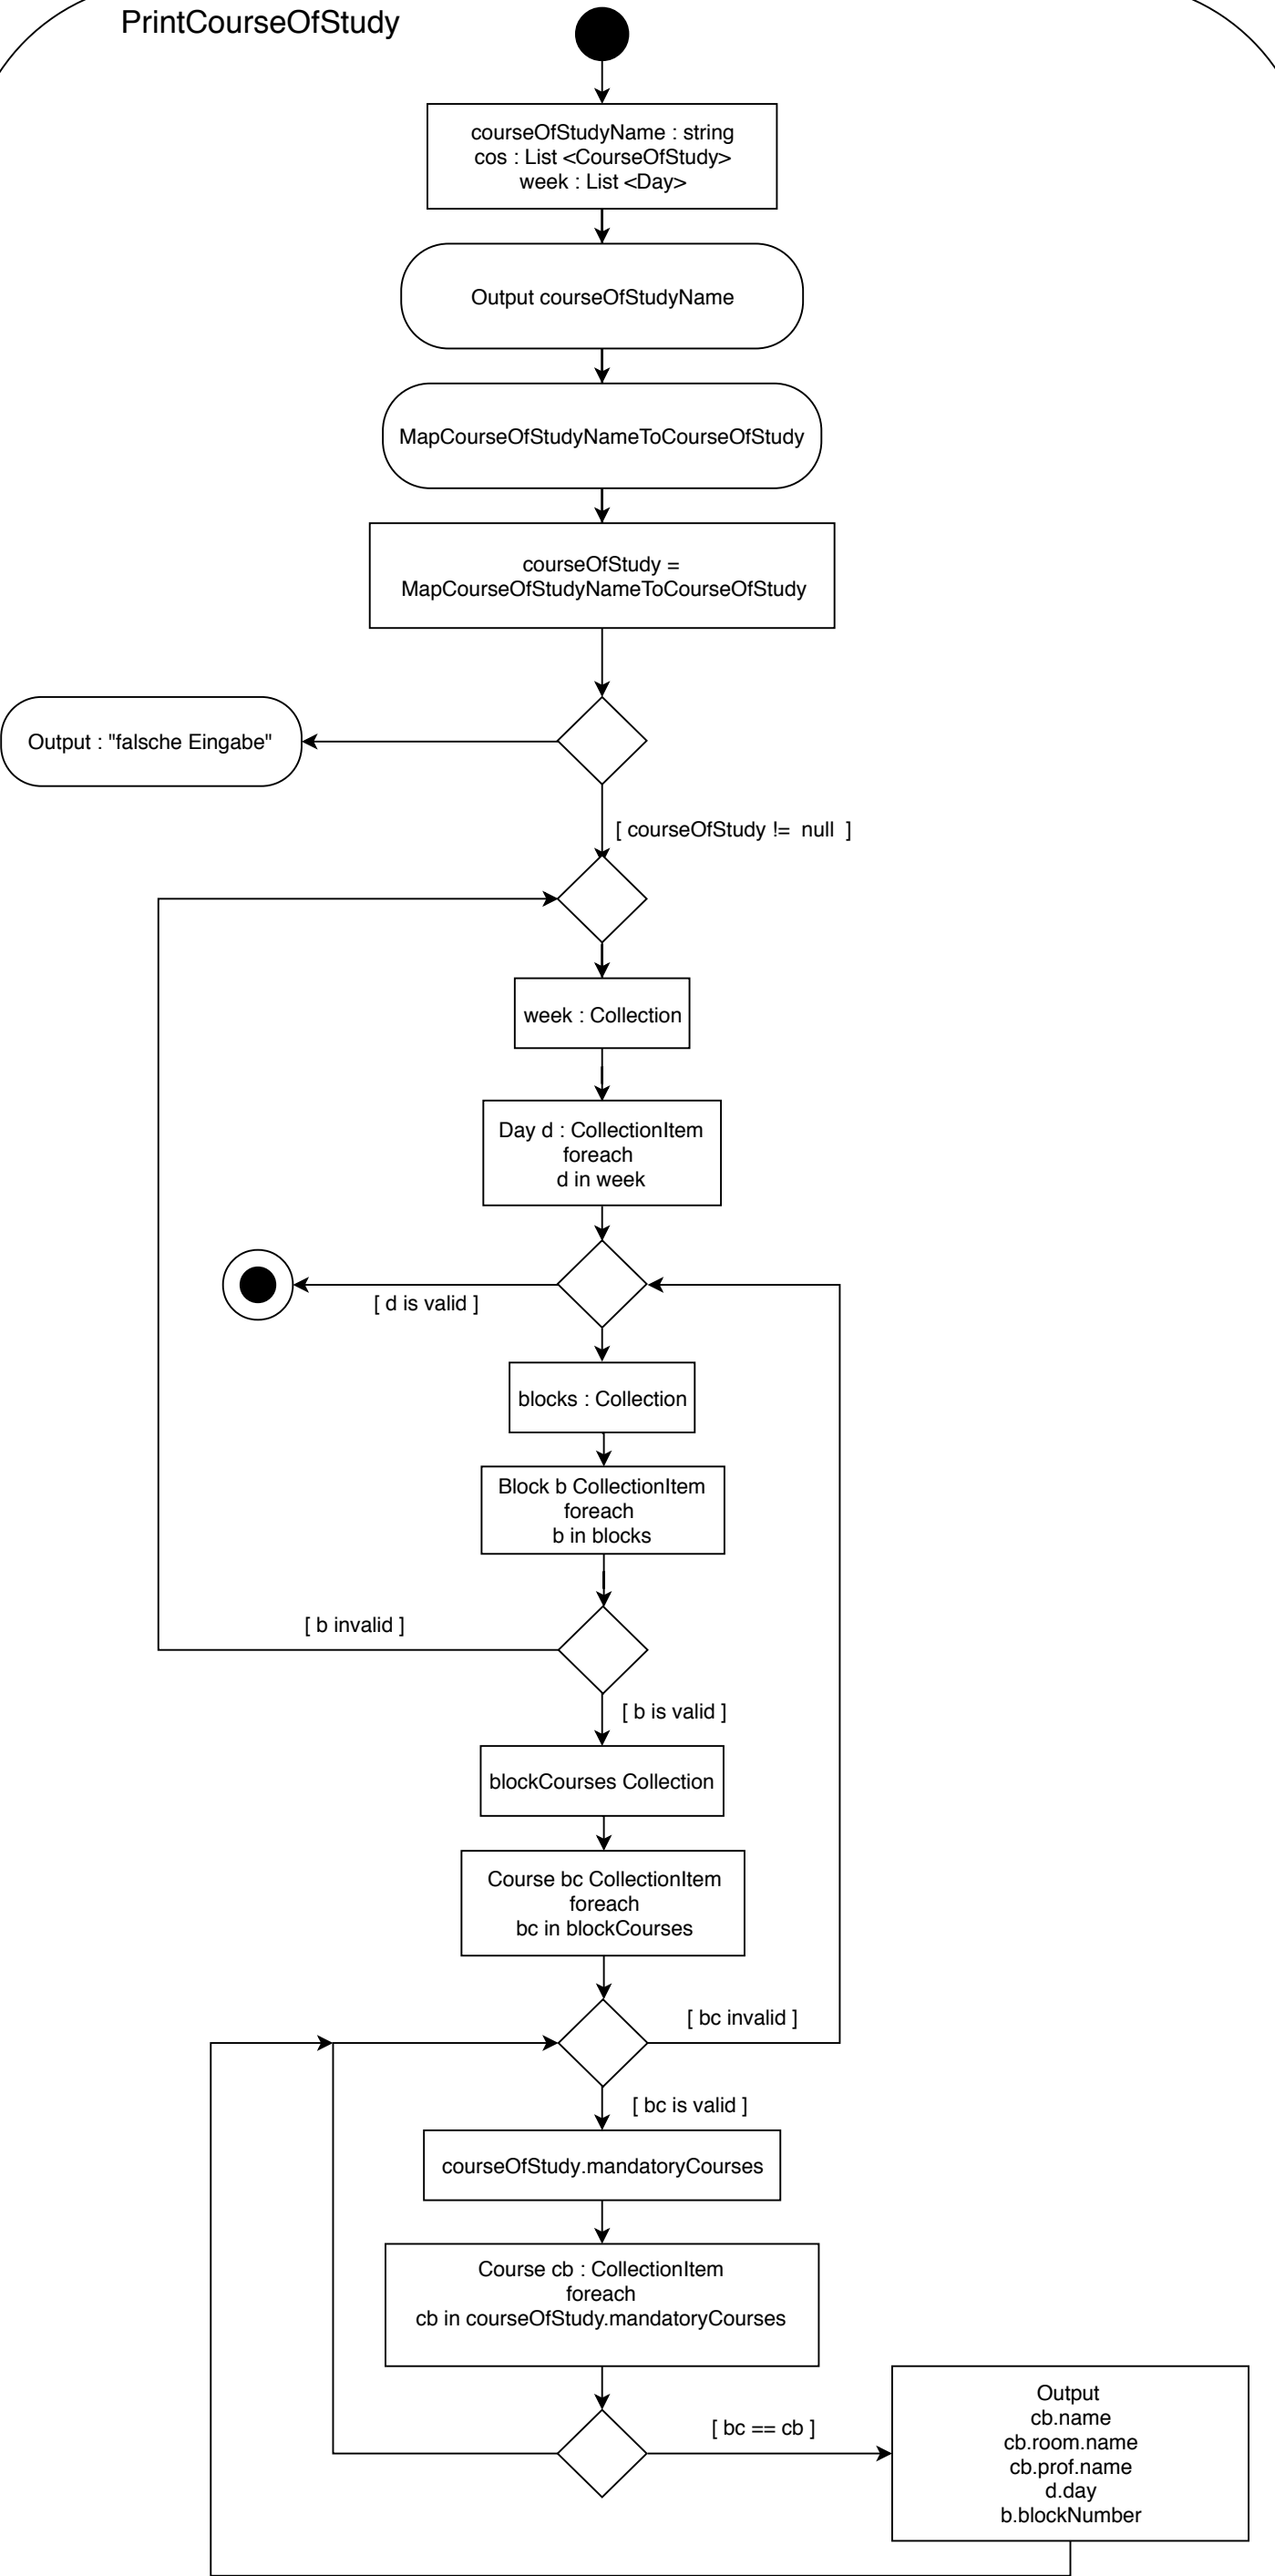 PrintCourseOfStudy
courseOfStudyName : string
cos : List <CourseOfStudy>
week : List <Day>
Output courseOfStudyName
MapCourseOfStudyNameToCourseOfStudy
courseOfStudy =
MapCourseOfStudyNameToCourseOfStudy
Output : "falsche Eingabe"
[ courseOfStudy != null ]
week : Collection
Day d : CollectionItem
foreach
d in week
[ d is valid ]
blocks : Collection
Block b CollectionItem
foreach
b in blocks
[ b invalid ]
[ b is valid ]
blockCourses Collection
Course bc CollectionItem
foreach
bc in blockCourses
[ bc invalid ]
[ bc is valid ]
courseOfStudy.mandatoryCourses
Course cb : CollectionItem
foreach
cb in courseOfStudy.mandatoryCourses
[ bc == cb ]
Output
cb.name
cb.room.name
cb.prof.name
d.day
b.blockNumber